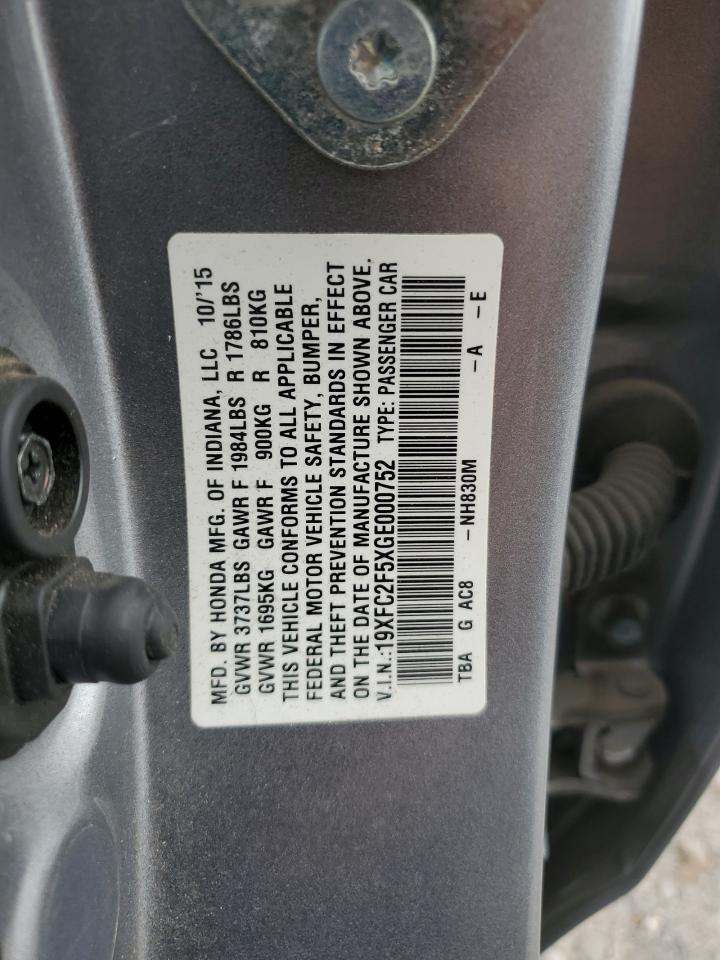 MFD. BY HONDA MFG. OF INDIANA, LLC 10/'15
GVWR 3737LBS GAWR F 1984LBS R 1786LBS
GVWR 1695KG GAWR F 900KG R 810KG
THIS VEHICLE CONFORMS TO ALL APPLICABLE
FEDERAL MOTOR VEHICLE SAFETY, BUMPER,
AND THEFT PREVENTION STANDARDS IN EFFECT
ON THE DATE OF MANUFACTURE SHOWN ABOVE.
V.I.N.:19XFC2F5XGE000752 TYPE: PASSENGER CAR
TBA G AC8 -NH830M -A -E